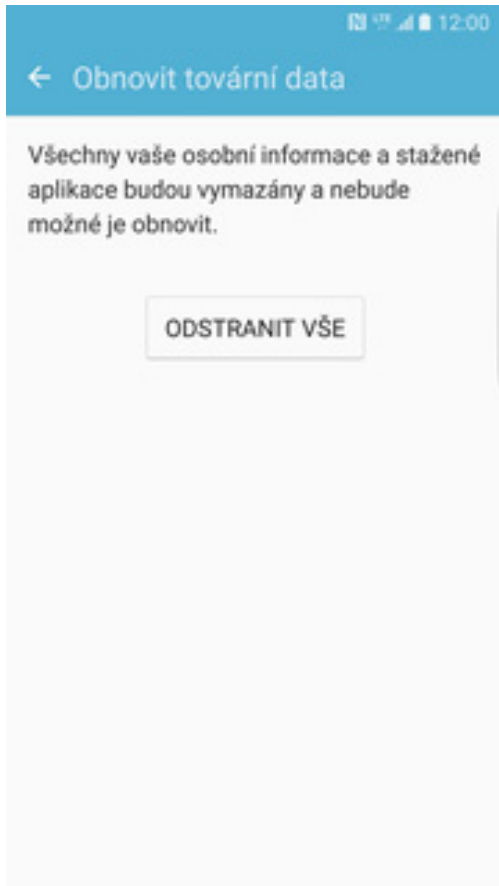 LTE 12:00
Obnovit tovární data
Všechny vaše osobní informace a stažené
aplikace budou vymazány a nebude
možné je obnovit.
ODSTRANIT VŠE